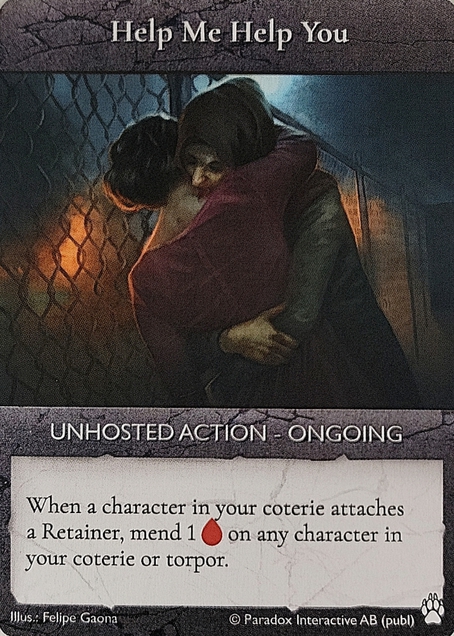 Help Me Help You
UNHOSTED ACTION - ONGOING
When a character in your coterie attaches
a Retainer, mend 1 on any character in
your coterie or torpor.
Illus.: Felipe Gaona © Paradox Interactive AB (publ)